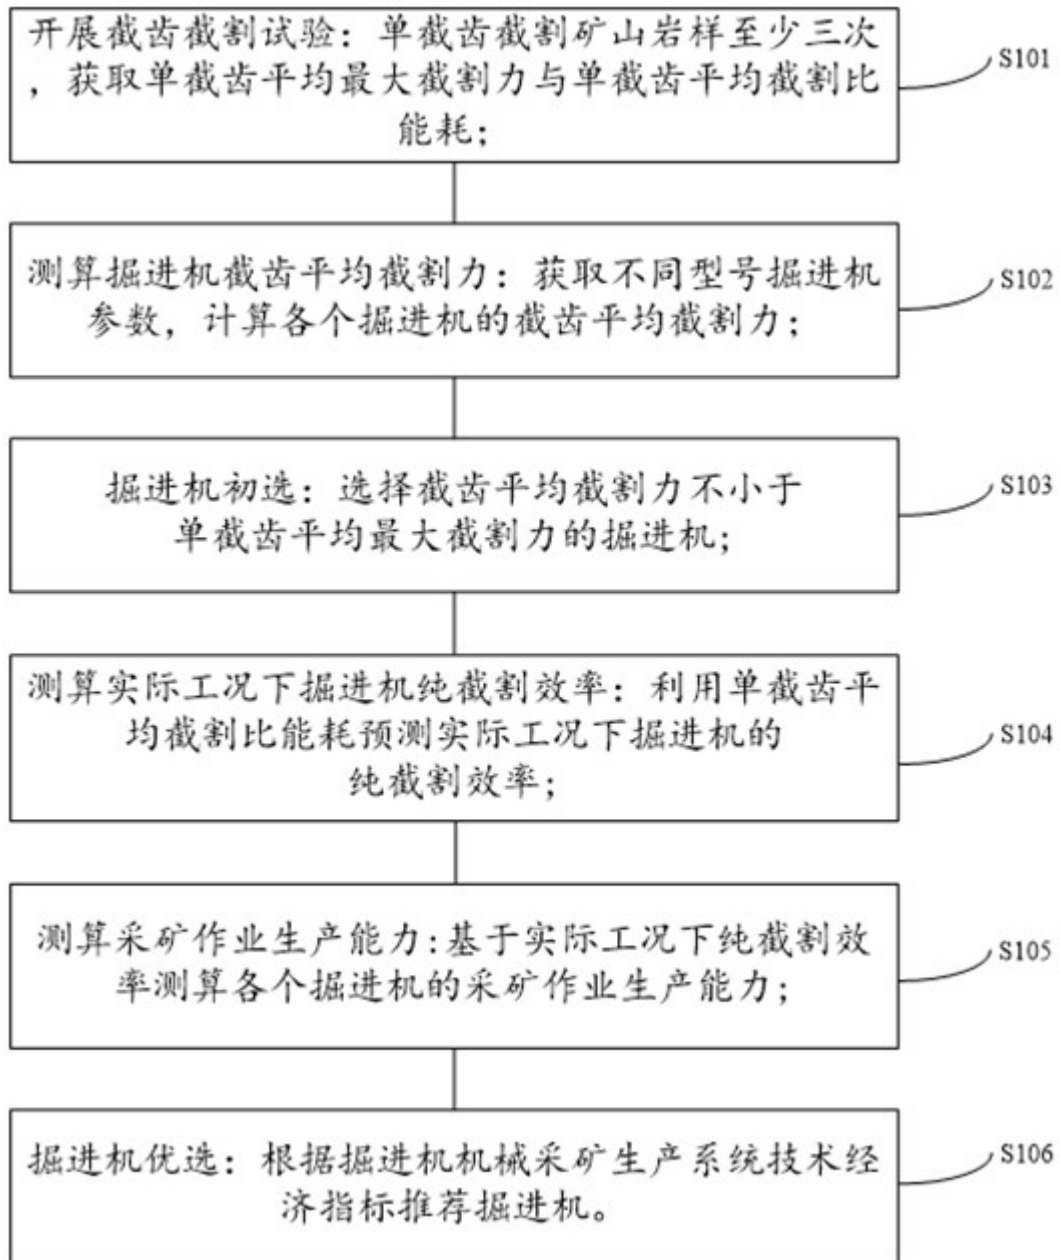 开展截齿截割试验：单截齿截割矿山岩样至少三次
，获取单截齿平均最大截割力与单截齿平均截割比
能耗；
S101
测算掘进机截齿平均截割力：获取不同型号掘进机
参数，计算各个掘进机的截齿平均截割力；
S102
掘进机初选：选择截齿平均截割力不小于
单截齿平均最大截割力的掘进机；
S103
测算实际工况下掘进机纯截割效率：利用单截齿平
均截割比能耗预测实际工况下掘进机的
纯截割效率；
S104
测算采矿作业生产能力:基于实际工况下纯截割效
率测算各个掘进机的采矿作业生产能力；
S105
掘进机优选：根据掘进机机械采矿生产系统技术经
济指标推荐掘进机。
S106